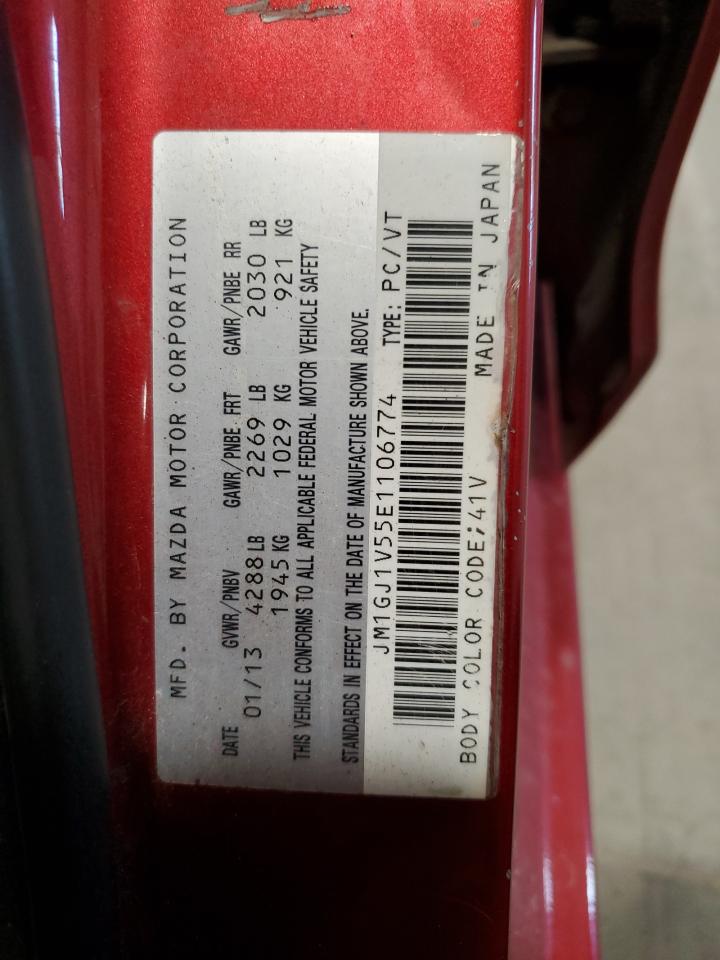 MFD. BY MAZDA MOTOR CORPORATION
DATE GVWR/PNBV GAWR/PNBE FRT GAWR/PNBE RR
01/13 4288 LB 2269 LB 2030 LB
1945 KG 1029 KG 921 KG
THIS VEHICLE CONFORMS TO ALL APPLICABLE FEDERAL MOTOR VEHICLE SAFETY
STANDARDS IN EFFECT ON THE DATE OF MANUFACTURE SHOWN ABOVE.
JM1GJ1V55E1106774 TYPE: PC/VT
BODY COLOR CODE:41V MADE IN JAPAN